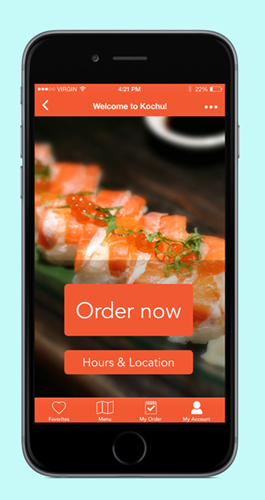 VIRGIN 4:21 PM 22%
Welcome to Kochu!
Order now
Hours & Location
Favorites Menu My Order My Account